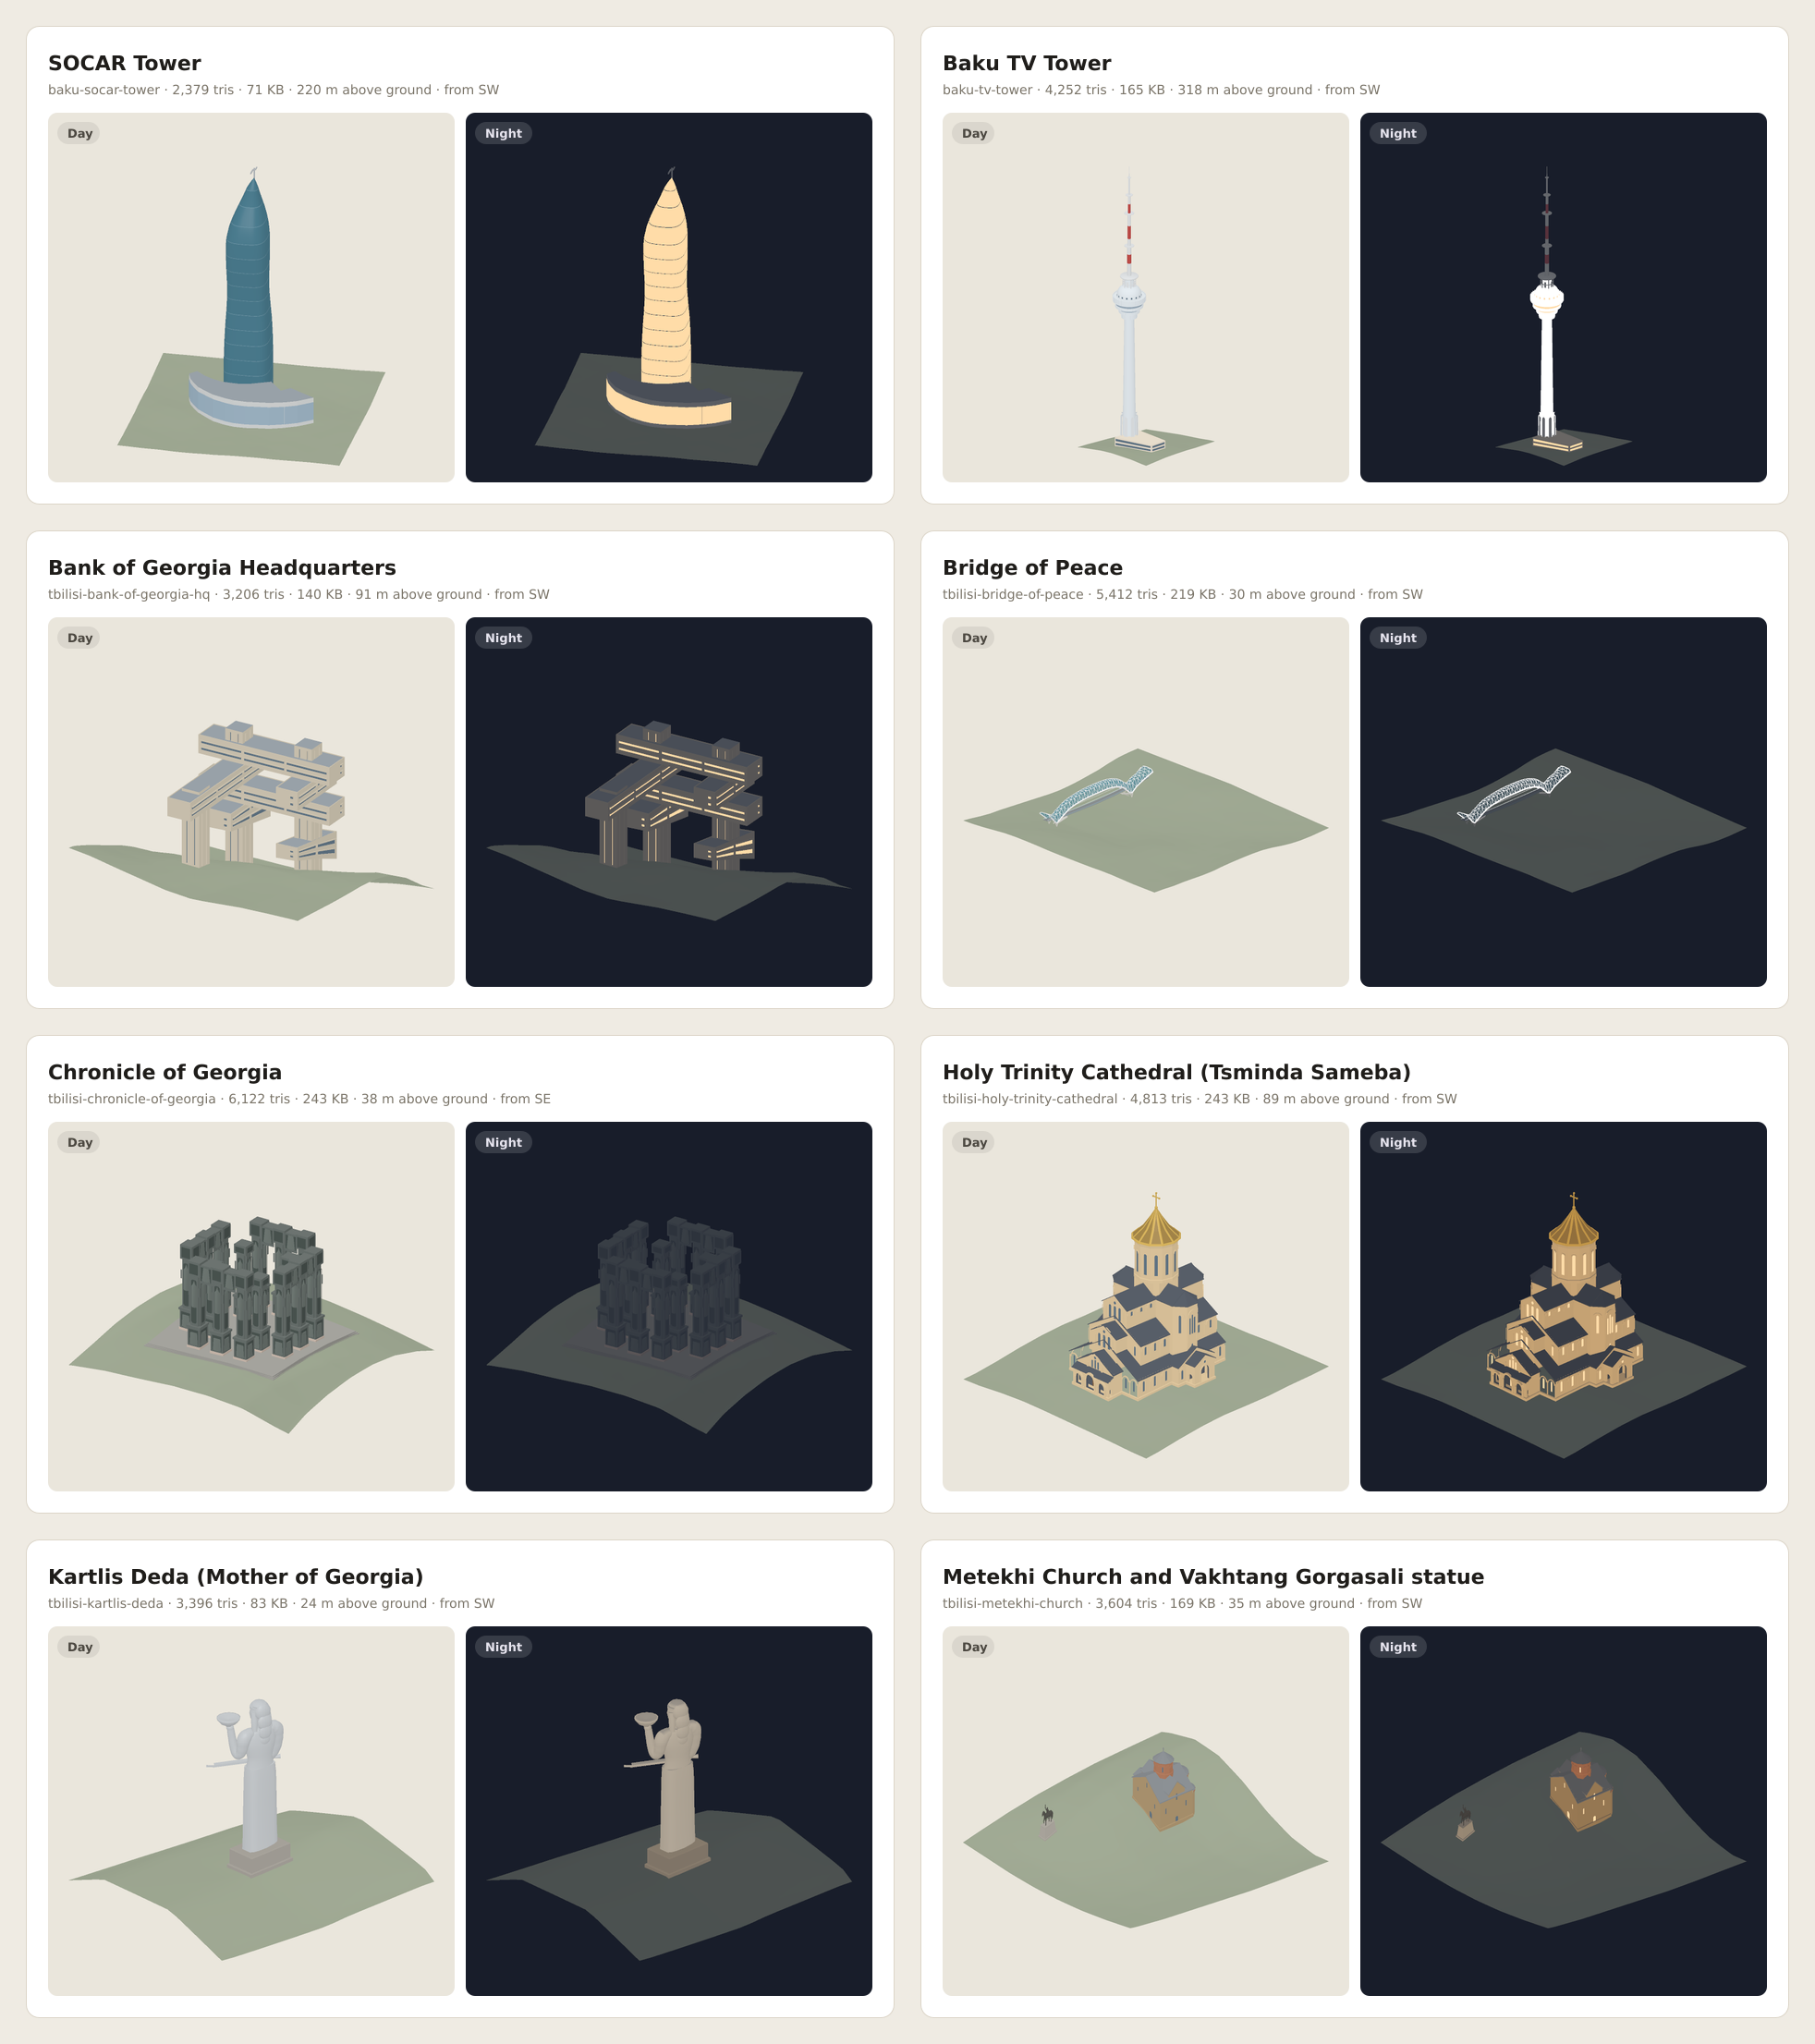 SOCAR Tower
baku-socar-tower · 2,379 tris · 71 KB · 220 m above ground · from SW
Day
Night
Baku TV Tower
baku-tv-tower · 4,252 tris · 165 KB · 318 m above ground · from SW
Day
Night
Bank of Georgia Headquarters
tbilisi-bank-of-georgia-hq · 3,206 tris · 140 KB · 91 m above ground · from SW
Day
Night
Bridge of Peace
tbilisi-bridge-of-peace · 5,412 tris · 219 KB · 30 m above ground · from SW
Day
Night
Chronicle of Georgia
tbilisi-chronicle-of-georgia · 6,122 tris · 243 KB · 38 m above ground · from SE
Day
Night
Holy Trinity Cathedral (Tsminda Sameba)
tbilisi-holy-trinity-cathedral · 4,813 tris · 243 KB · 89 m above ground · from SW
Day
Night
Kartlis Deda (Mother of Georgia)
tbilisi-kartlis-deda · 3,396 tris · 83 KB · 24 m above ground · from SW
Day
Night
Metekhi Church and Vakhtang Gorgasali statue
tbilisi-metekhi-church · 3,604 tris · 169 KB · 35 m above ground · from SW
Day
Night